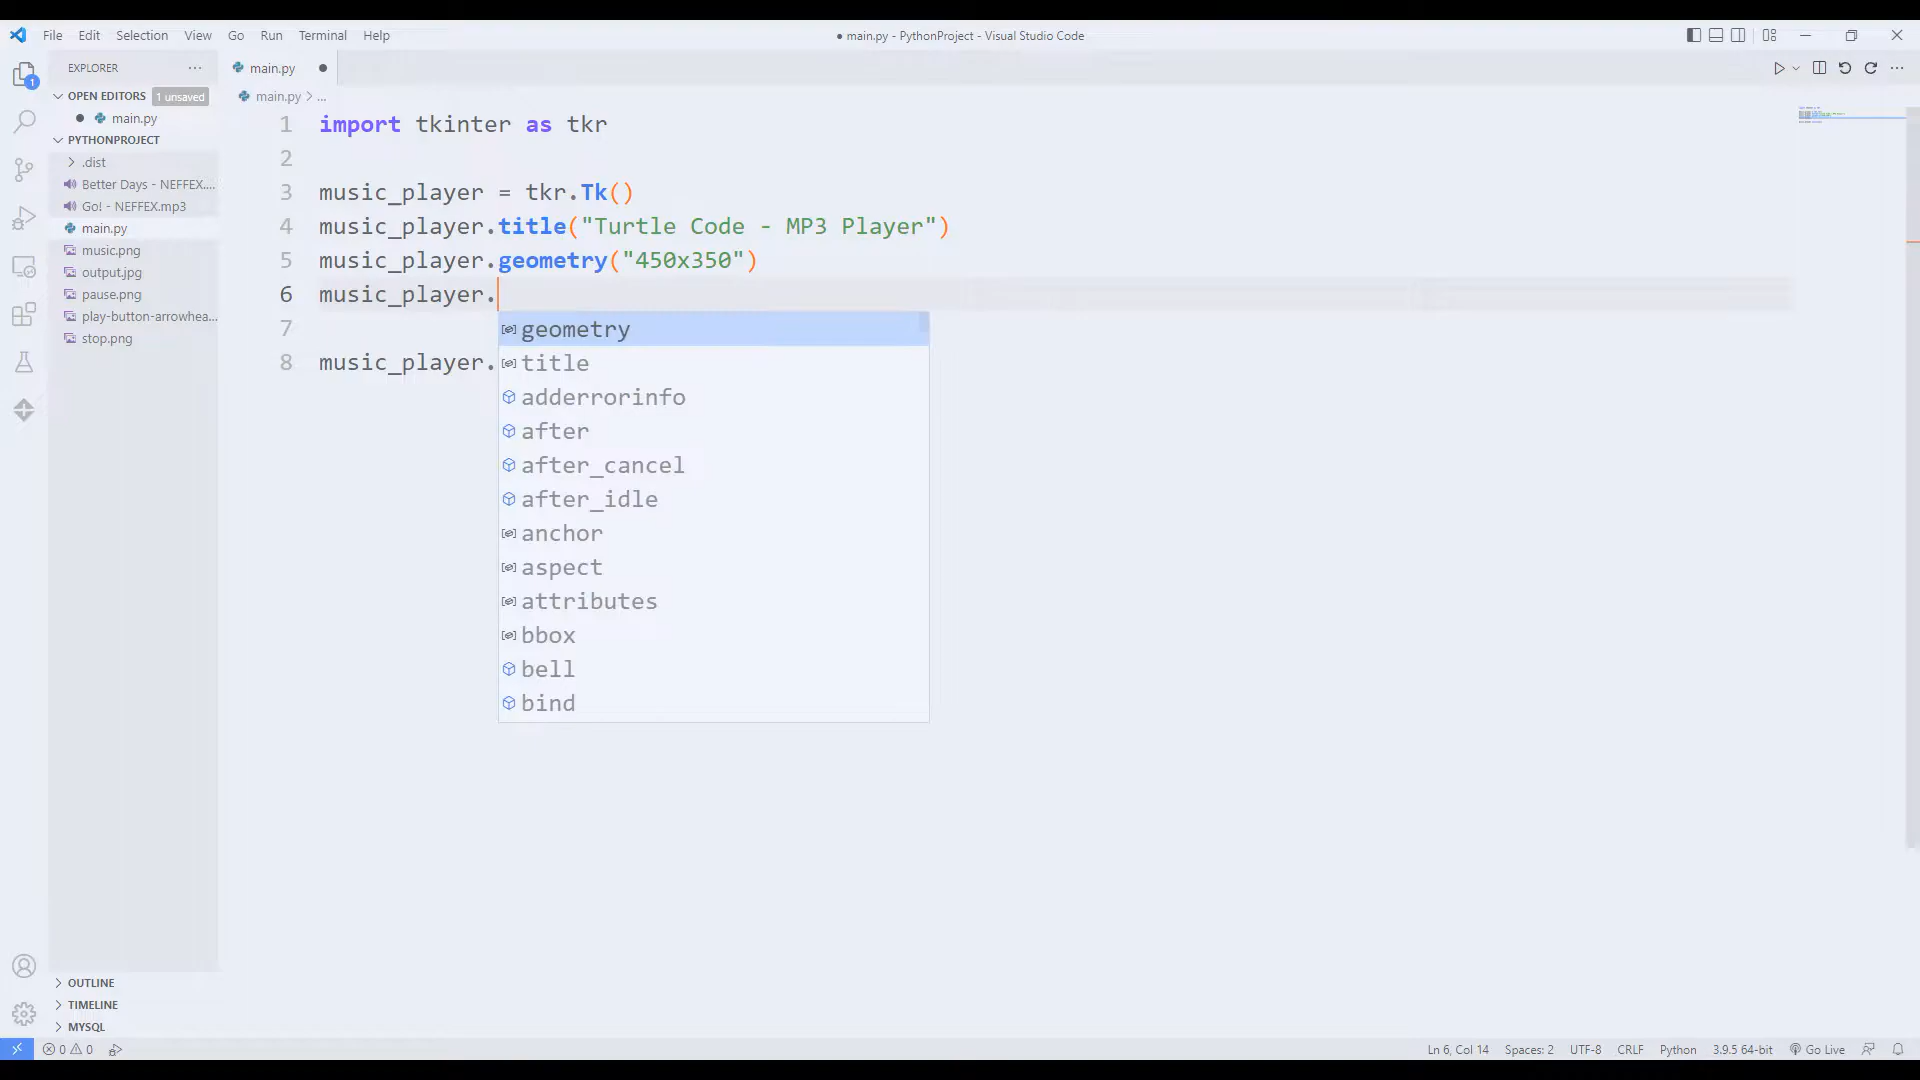 File Edit Selection View Go Run Terminal Help
● main.py - PythonProject - Visual Studio Code
EXPLORER
main.py
OPEN EDITORS 1 unsaved
main.py > ...
main.py
PYTHONPROJECT
.dist
Better Days - NEFFEX....
Go! - NEFFEX.mp3
main.py
music.png
output.jpg
pause.png
play-button-arrowhea...
stop.png
OUTLINE
TIMELINE
MYSQL
1
1 import tkinter as tkr
2
3 music_player = tkr.Tk()
4 music_player.title("Turtle Code - MP3 Player")
5 music_player.geometry("450x350")
6 music_player.
7
8 music_player.
geometry
title
adderrorinfo
after
after_cancel
after_idle
anchor
aspect
attributes
bbox
bell
bind
0 0
Ln 6, Col 14 Spaces: 2 UTF-8 CRLF Python 3.9.5 64-bit Go Live